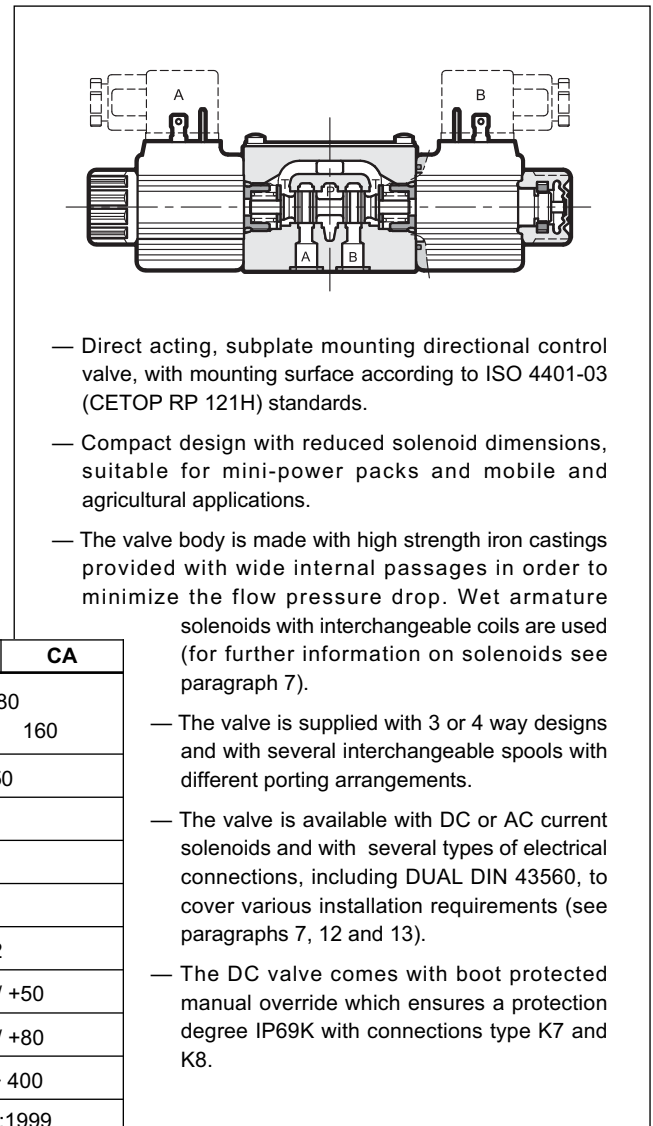 A
B
T
P
T
A
B
— Direct acting, subplate mounting directional control
valve, with mounting surface according to ISO 4401-03
(CETOP RP 121H) standards.
— Compact design with reduced solenoid dimensions,
suitable for mini-power packs and mobile and
agricultural applications.
— The valve body is made with high strength iron castings
provided with wide internal passages in order to
minimize the flow pressure drop. Wet armature
solenoids with interchangeable coils are used
(for further information on solenoids see
paragraph 7).
— The valve is supplied with 3 or 4 way designs
and with several interchangeable spools with
different porting arrangements.
— The valve is available with DC or AC current
solenoids and with several types of electrical
connections, including DUAL DIN 43560, to
cover various installation requirements (see
paragraphs 7, 12 and 13).
— The DC valve comes with boot protected
manual override which ensures a protection
degree IP69K with connections type K7 and
K8.
CA
160
/ +50
/ +80
400
:1999